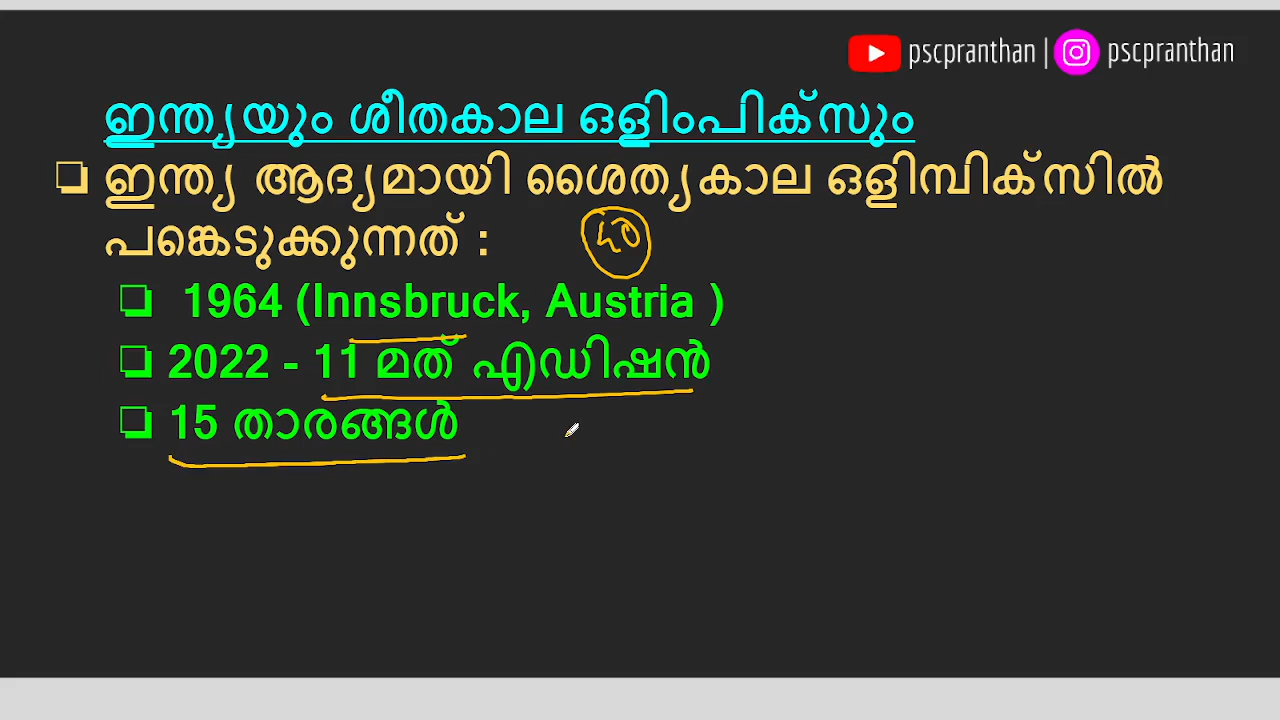 pscpranthan | pscpranthan
ഇന്ത്യയും ശീതകാല ഒളിംപിക്സും
❑ ഇന്ത്യ ആദ്യമായി ശൈത്യകാല ഒളിമ്പിക്സിൽ
പങ്കെടുക്കുന്നത് :
❑ 1964 (Innsbruck, Austria )
❑ 2022 - 11 മത് എഡിഷൻ
❑ 15 താരങ്ങൾ